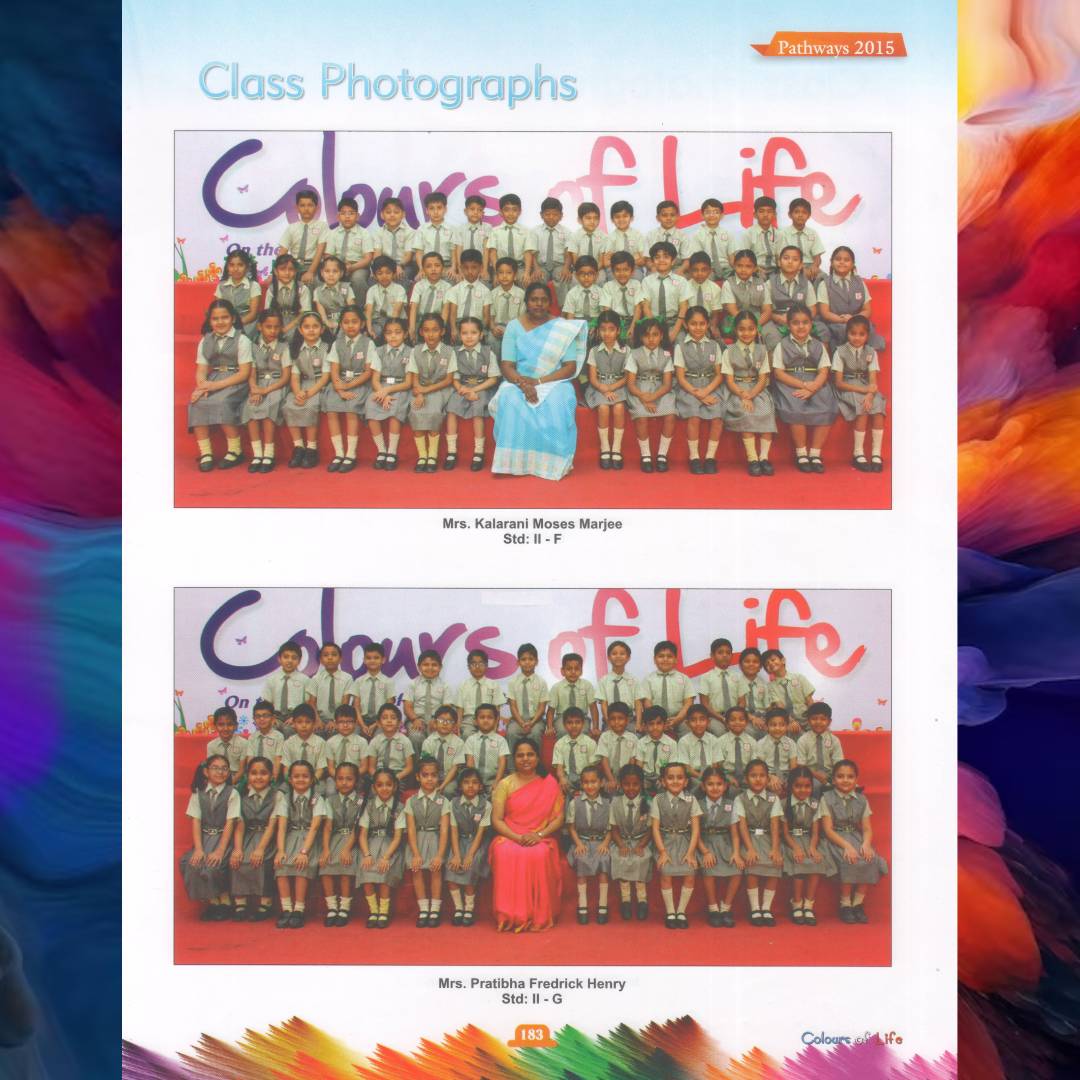 Pathways 2015
Class Photographs
Colours of Life
On the
Mrs. Kalarani Moses Marjee
Std: II - F
Colours of Life
On
Mrs. Pratibha Fredrick Henry
Std: II - G
183
Colours of Life